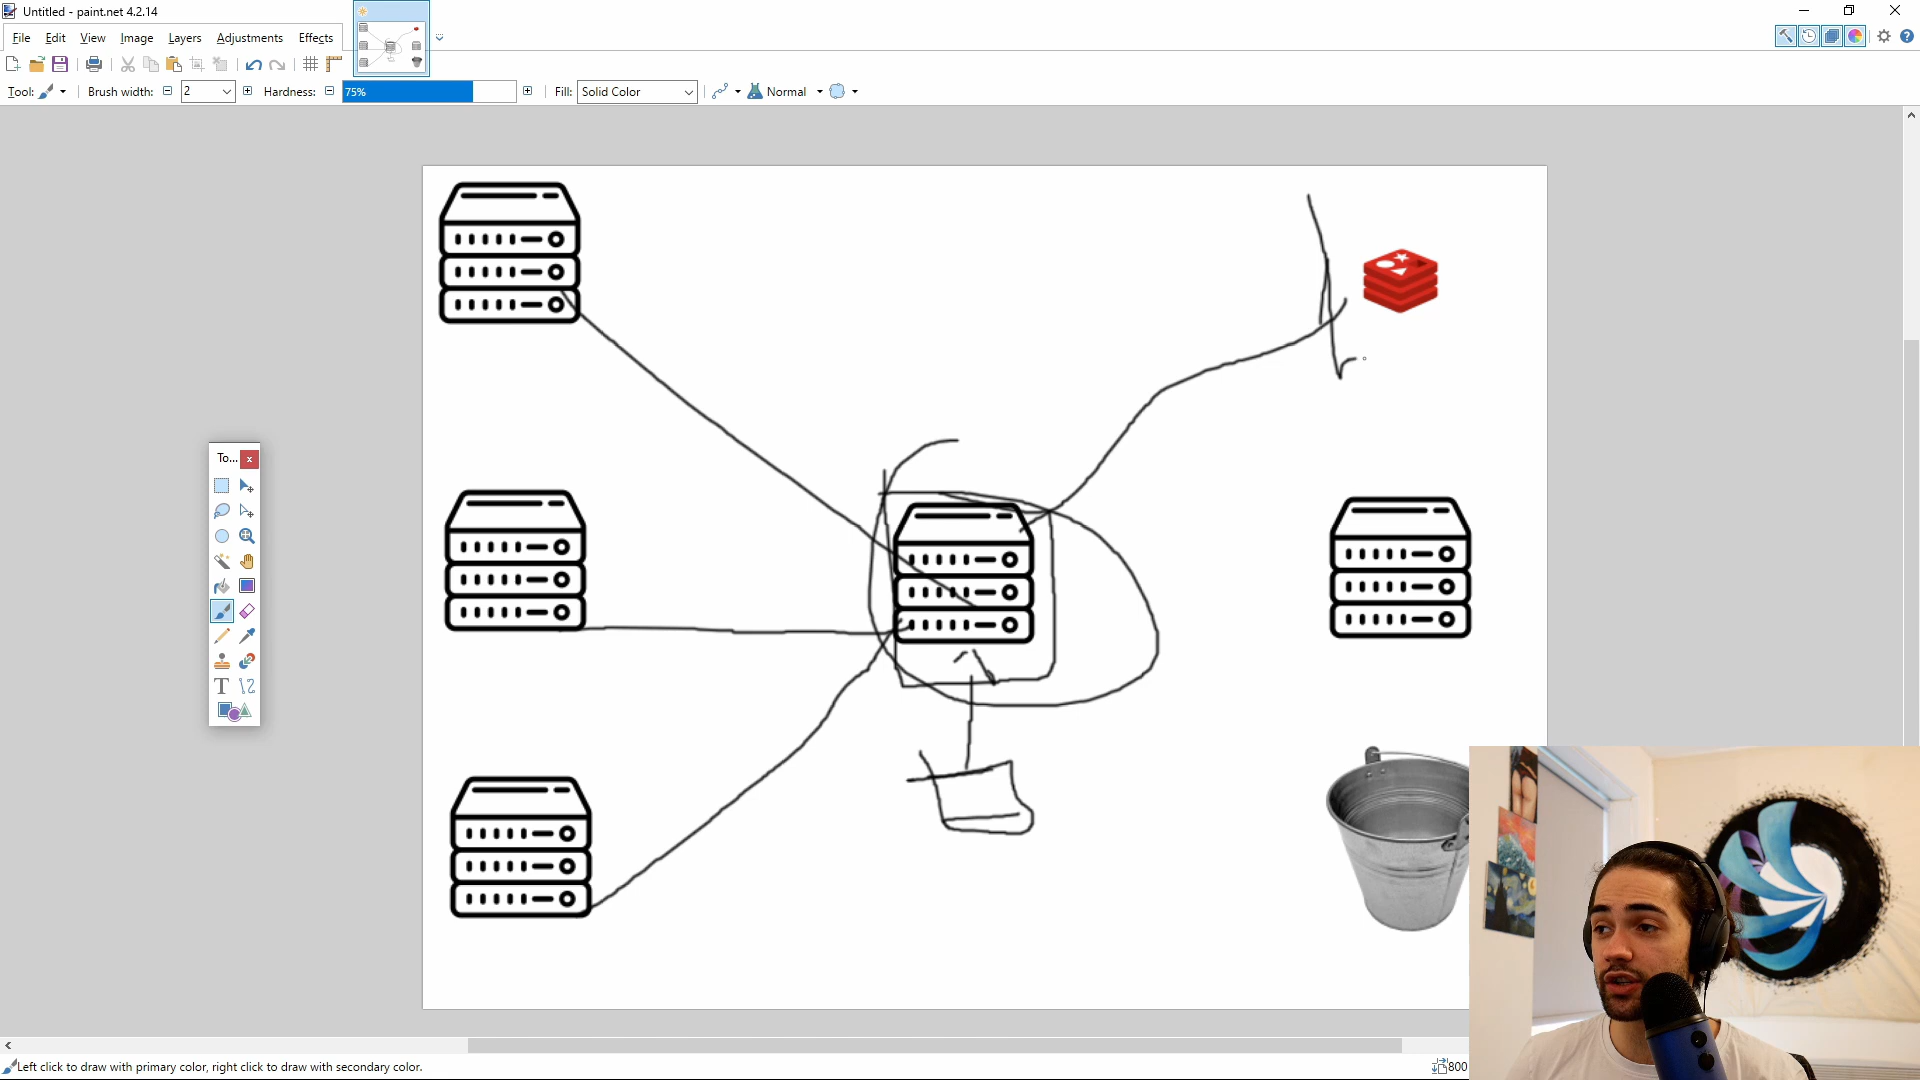 Untitled - paint.net 4.2.14
File Edit View Image Layers Adjustments Effects
Tool: Brush width: 2 Hardness: 75% Fill: Solid Color Normal
To... x
T
Left click to draw with primary color, right click to draw with secondary color. 800